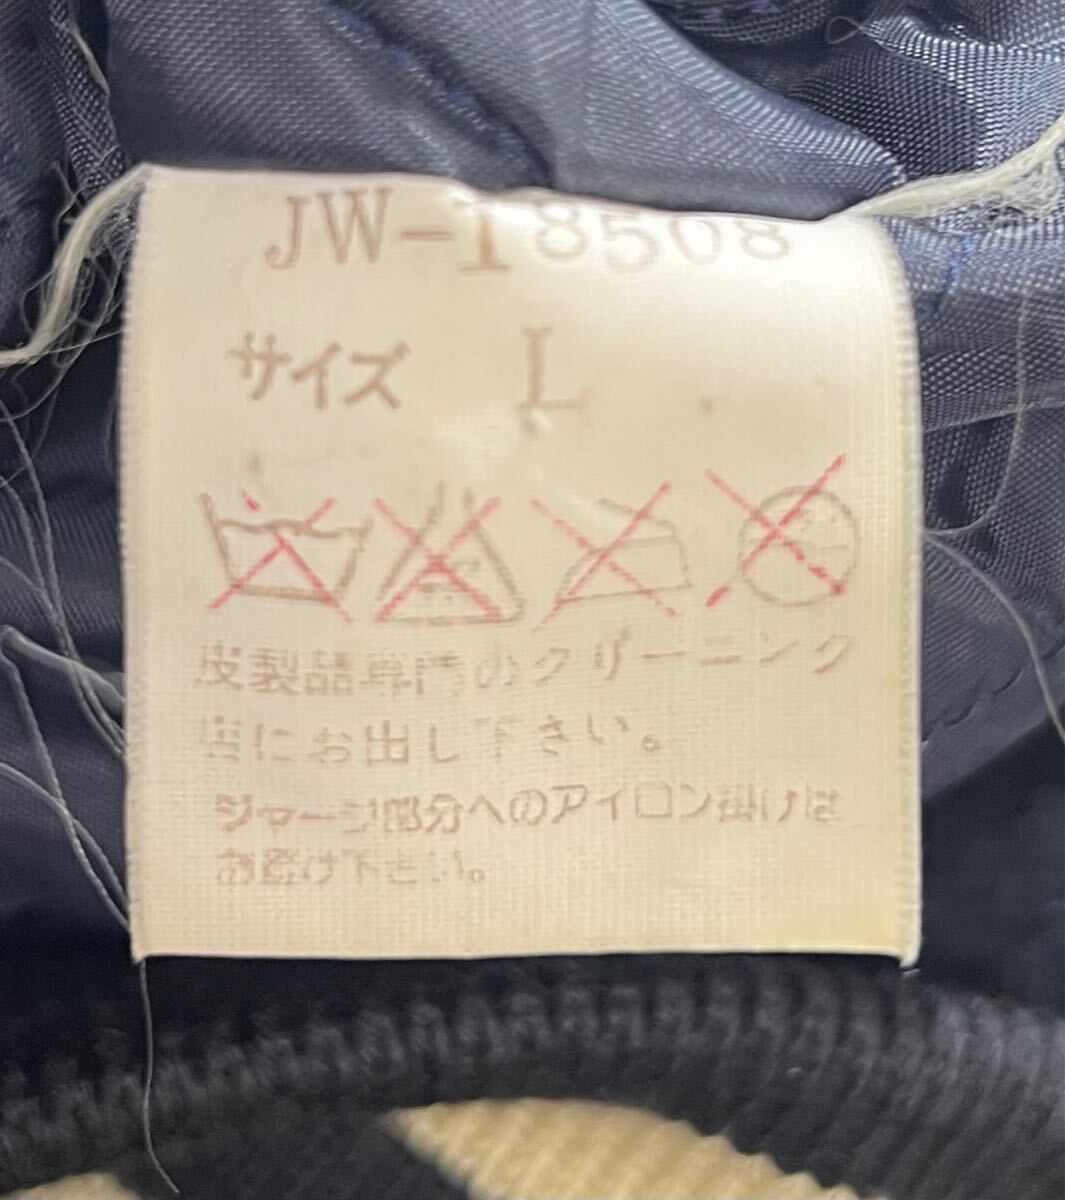 JW-18508
サイズ L
皮製品専門のクリーニング
店にお出し下さい。
ジャージ部分へのアイロン掛けは
お避け下さい。